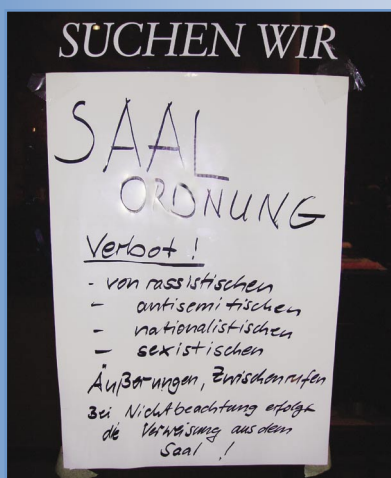 SUCHEN WIR
SAAL
ORDNUNG
Verbot!
- von rassistischen
- antisemitischen
- nationalistischen
- sexistischen
Äußerungen, Zwischenrufen
Bei Nichtbeachtung erfolgt
die Verweisung aus dem
Saal!